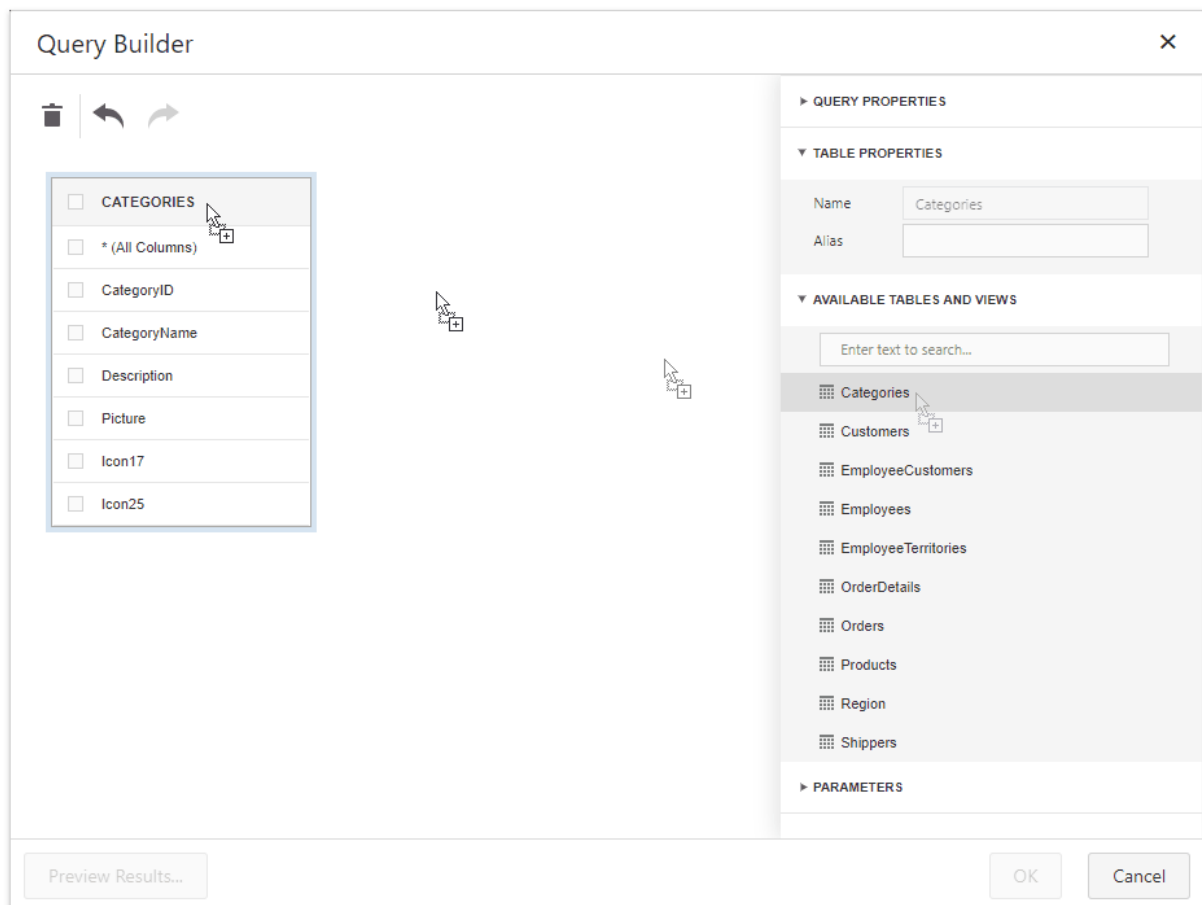 Query Builder
CATEGORIES
* (All Columns)
CategoryID
CategoryName
Description
Picture
Icon17
Icon25
QUERY PROPERTIES
TABLE PROPERTIES
Name
Categories
Alias
AVAILABLE TABLES AND VIEWS
Enter text to search...
Categories
Customers
EmployeeCustomers
Employees
EmployeeTerritories
OrderDetails
Orders
Products
Region
Shippers
PARAMETERS
Preview Results...
OK
Cancel